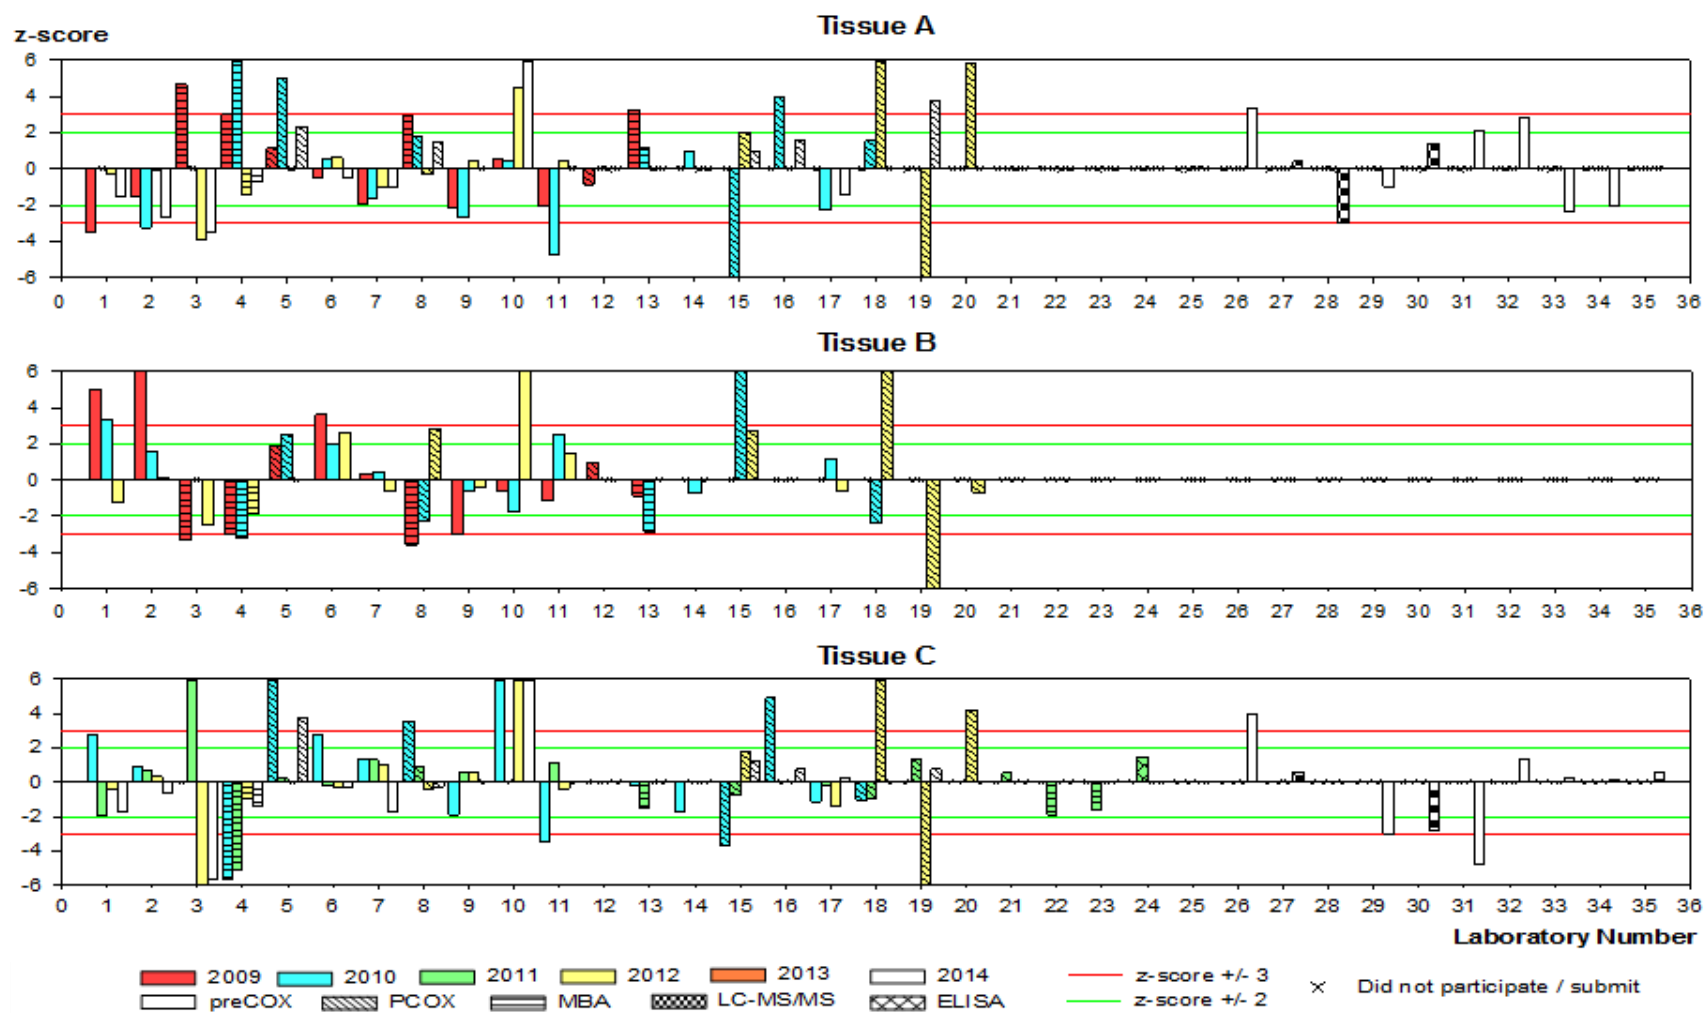 Tissue A
z-score
6
4
2
0
-2
-4
-6
0 1 2 3 4 5 6 7 8 9 10 11 12 13 14 15 16 17 18 19 20 21 22 23 24 25 26 27 28 29 30 31 32 33 34 35 36
Tissue B
6
4
2
0
-2
-4
-6
0 1 2 3 4 5 6 7 8 9 10 11 12 13 14 15 16 17 18 19 20 21 22 23 24 25 26 27 28 29 30 31 32 33 34 35 36
Tissue C
6
4
2
0
-2
-4
-6
0 1 2 3 4 5 6 7 8 9 10 11 12 13 14 15 16 17 18 19 20 21 22 23 24 25 26 27 28 29 30 31 32 33 34 35 36
Laboratory Number
2009 2010 2011 2012 2013 2014 z-score +/- 3
preCOX PCOX MBA LC-MS/MS ELISA z-score +/- 2
Did not participate / submit